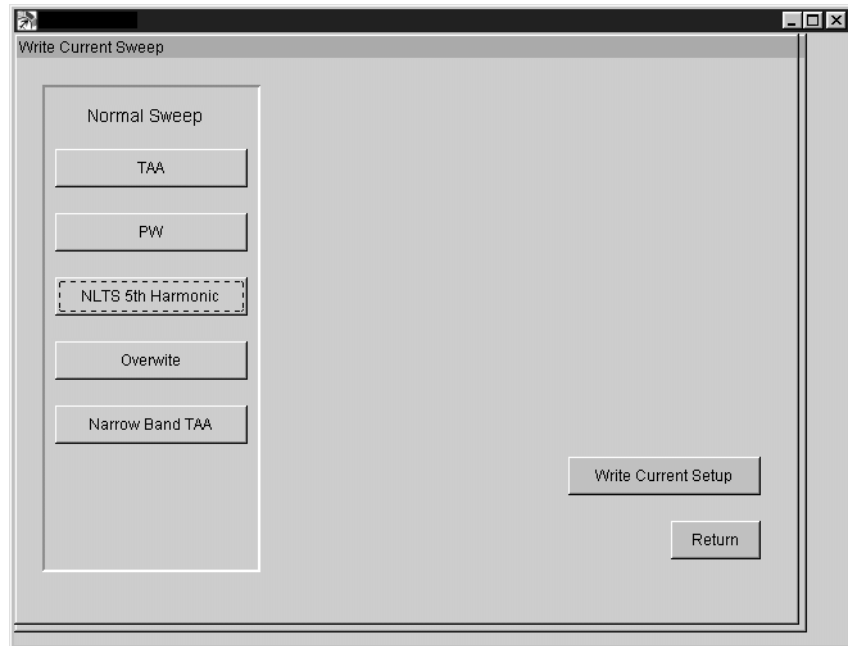 Write Current Sweep
Normal Sweep
TAA
PW
NLTS 5th Harmonic
Overwite
Narrow Band TAA
Write Current Setup
Return